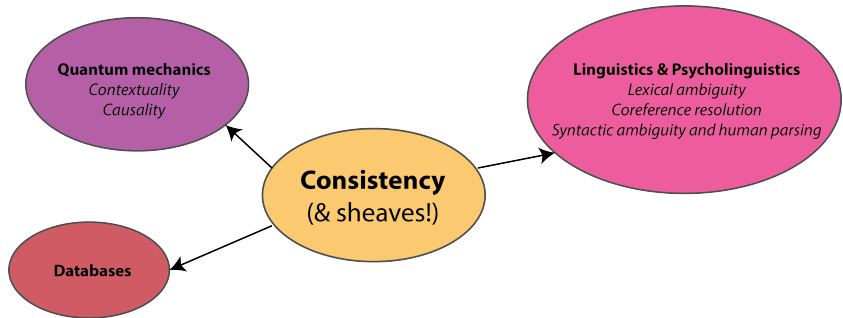 Quantum mechanics
Contextuality
Causality
Linguistics & Psycholinguistics
Lexical ambiguity
Coreference resolution
Syntactic ambiguity and human parsing
Consistency
(& sheaves!)
Databases